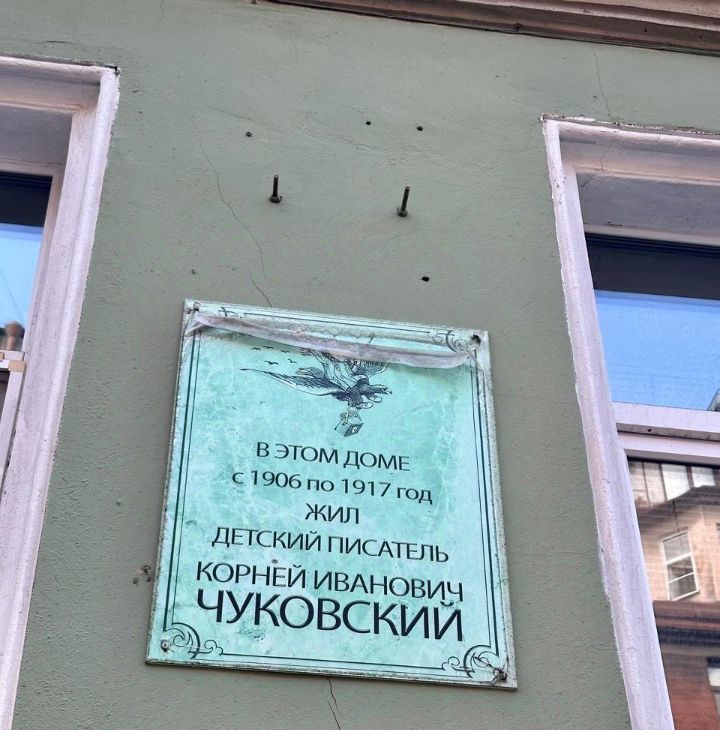 В ЭТОМ ДОМЕ
с 1906 по 1917 год
ЖИЛ
ДЕТСКИЙ ПИСАТЕЛЬ
КОРНЕЙ ИВАНОВИЧ
ЧУКОВСКИЙ